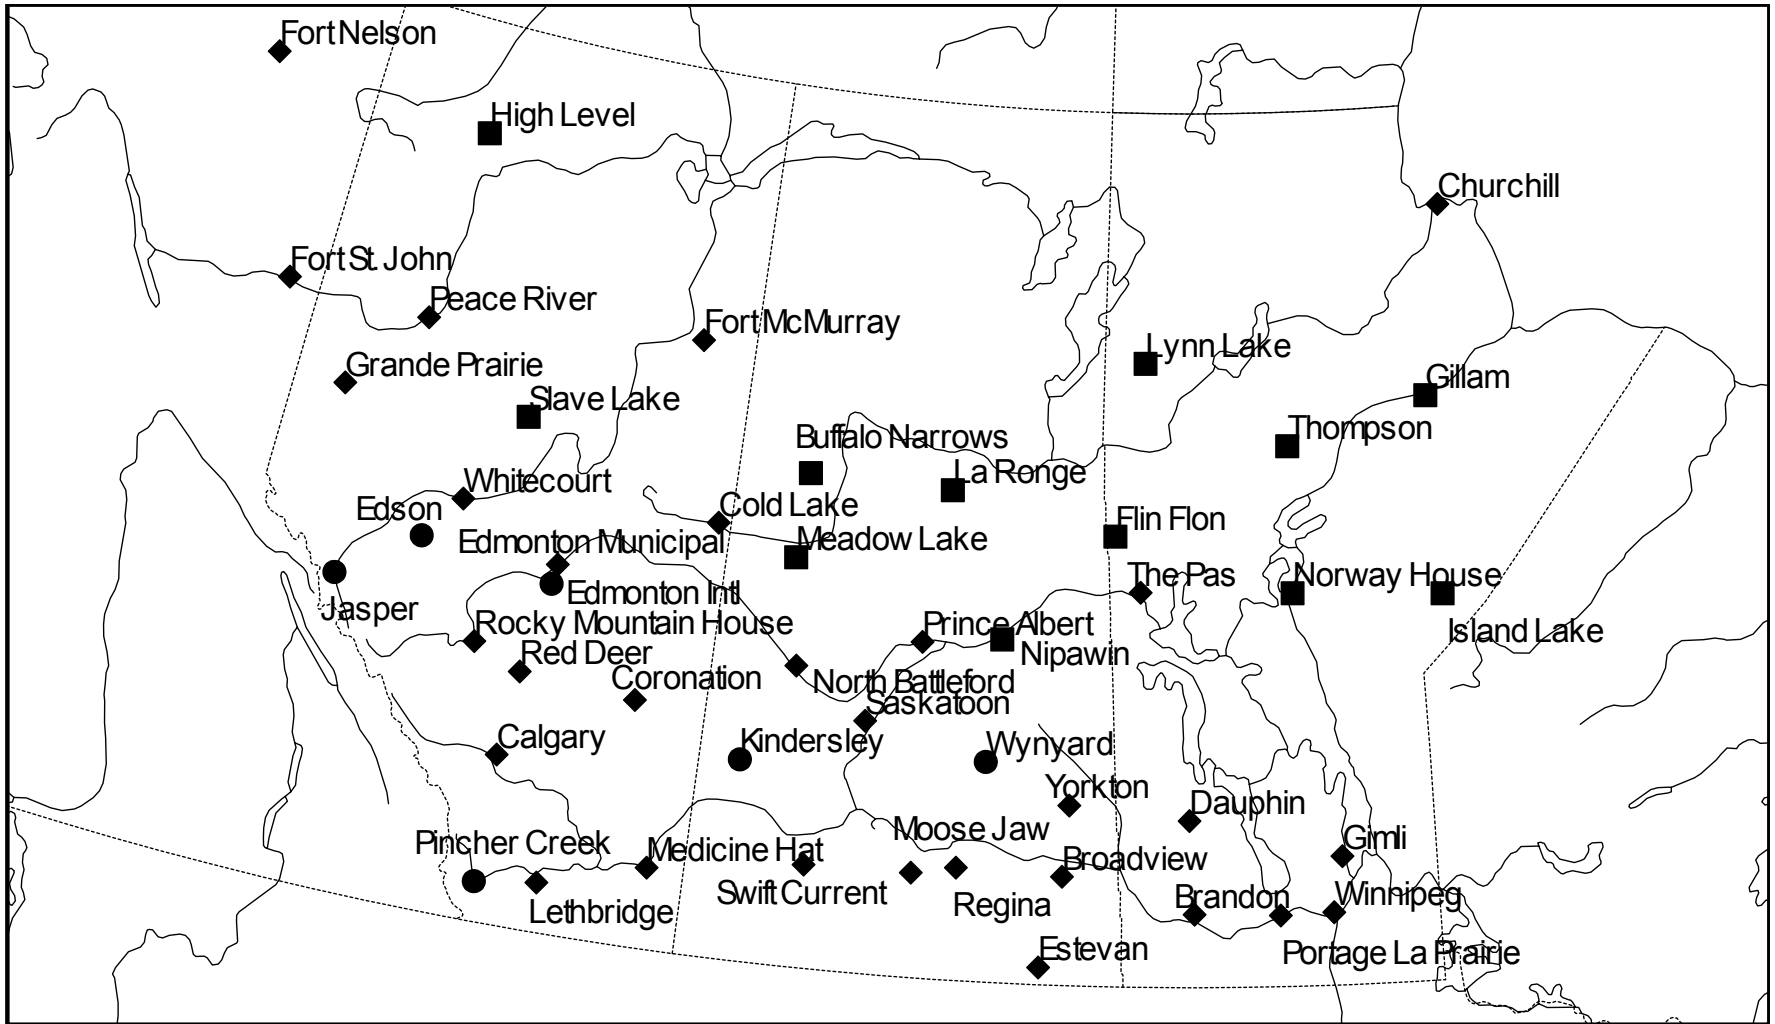 Fort Nelson
High Level
Churchill
Fort St. John
Peace River
Fort McMurray
Lynn Lake
Grande Prairie
Gillam
Slave Lake
Thompson
Buffalo Narrows
La Ronge
Whitecourt
Cold Lake
Edson
Flin Flon
Edmonton Municipal
Meadow Lake
The Pas
Norway House
Edmonton Intl
Jasper
Rocky Mountain House
Prince Albert
Island Lake
Red Deer
Nipawin
Coronation
North Battleford
Saskatoon
Calgary
Kindersley
Wynyard
Yorkton
Dauphin
Moose Jaw
Gimli
Pincher Creek
Medicine Hat
Broadview
Swift Current
Brandon
Winnipeg
Regina
Lethbridge
Estevan
Portage La Prairie